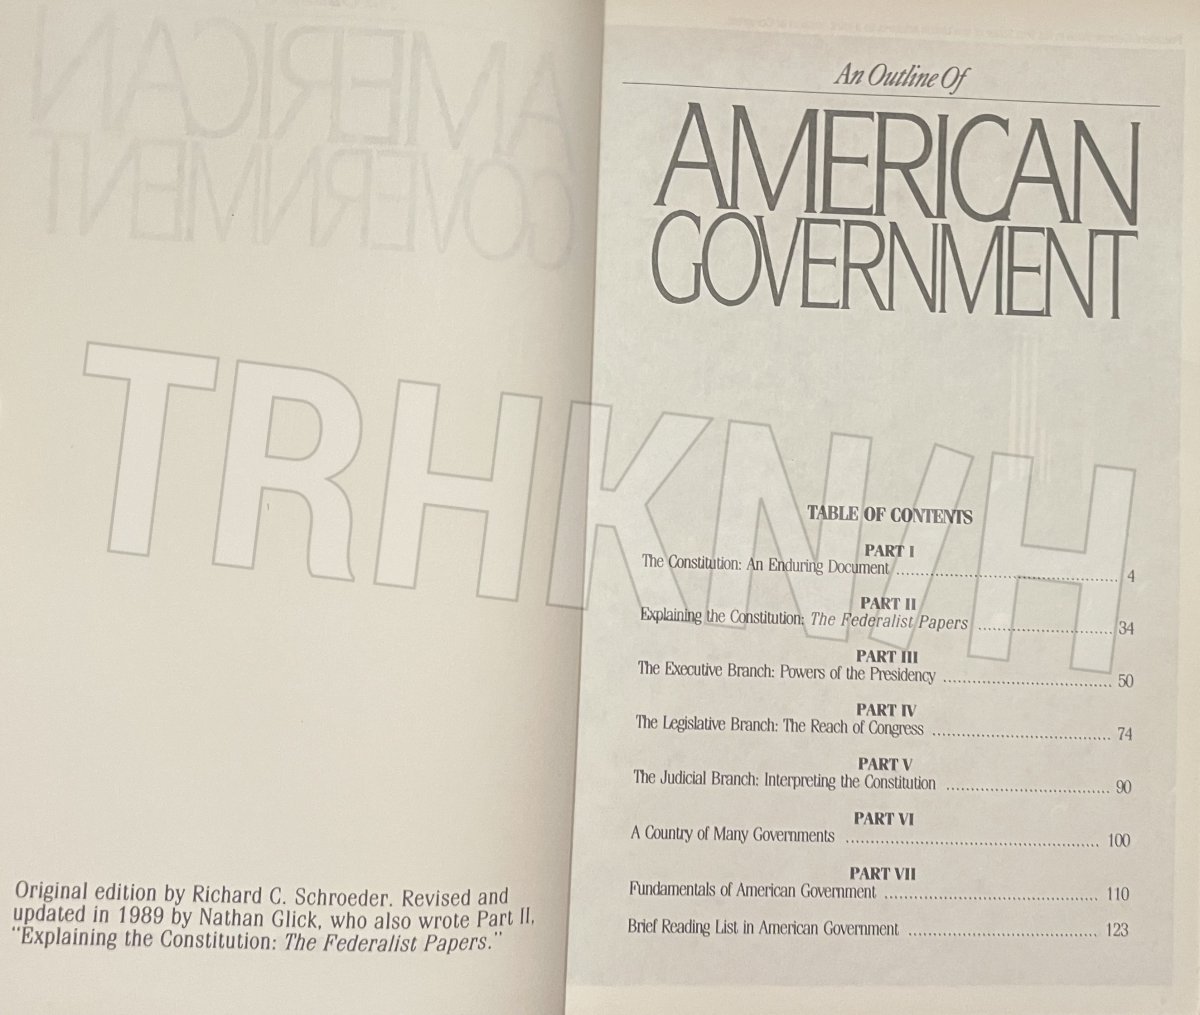 Original edition by Richard C. Schroeder. Revised and
updated in 1989 by Nathan Glick, who also wrote Part II,
"Explaining the Constitution: The Federalist Papers."
An Outline Of
AMERICAN
GOVERNMENT
TRHKN/H
TABLE OF CONTENTS
PART I
The Constitution: An Enduring Document 4
PART II
Explaining the Constitution: The Federalist Papers 34
PART III
The Executive Branch: Powers of the Presidency 50
PART IV
The Legislative Branch: The Reach of Congress 74
PART V
The Judicial Branch: Interpreting the Constitution 90
PART VI
A Country of Many Governments 100
PART VII
Fundamentals of American Government 110
Brief Reading List in American Government 123